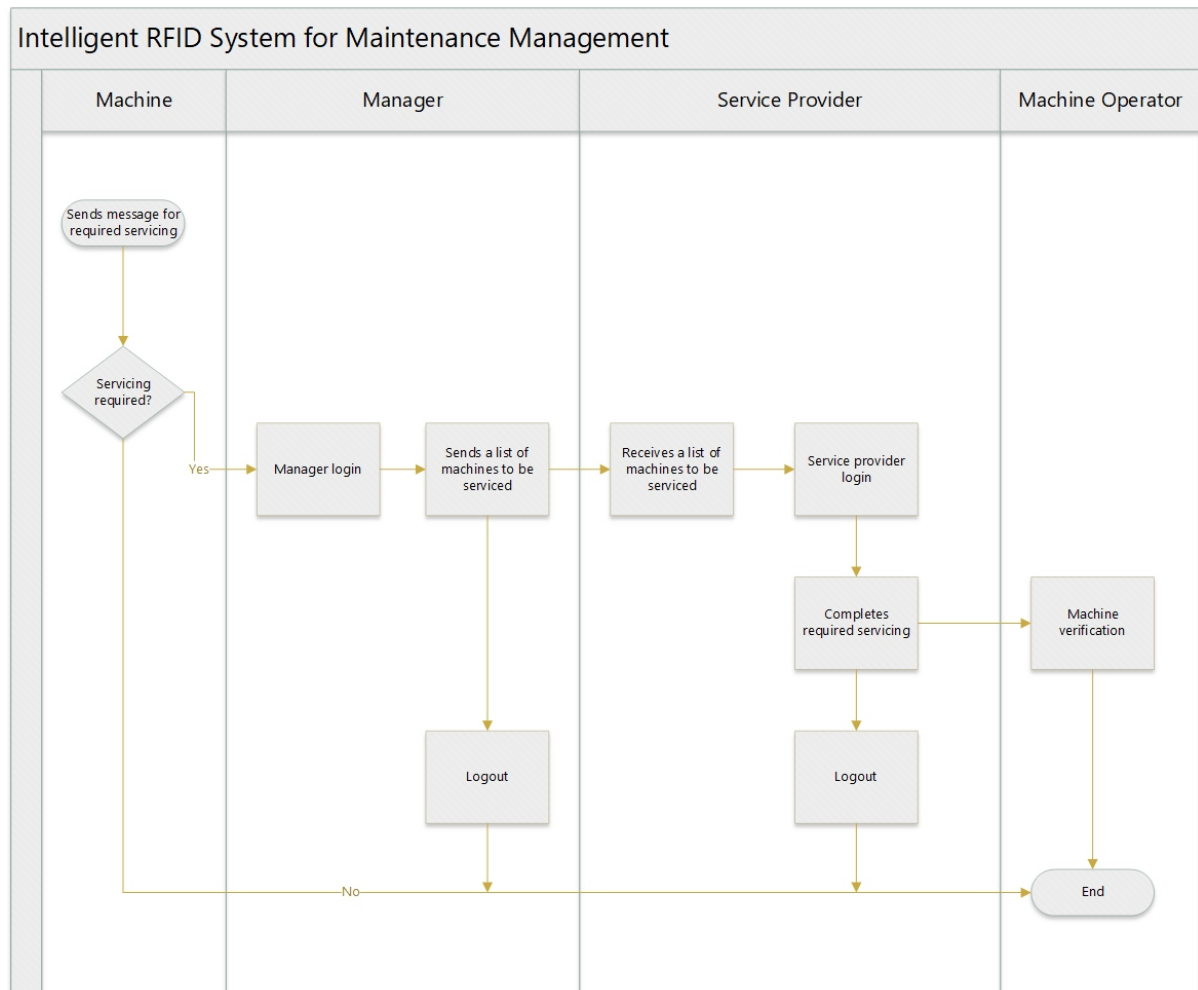 Intelligent RFID System for Maintenance Management
Machine
Manager
Service Provider
Machine Operator
Sends message for
required servicing
Servicing
required?
Yes
Manager login
Sends a list of
machines to be
serviced
Receives a list of
machines to be
serviced
Service provider
login
Completes
required servicing
Machine
verification
Logout
Logout
No
End